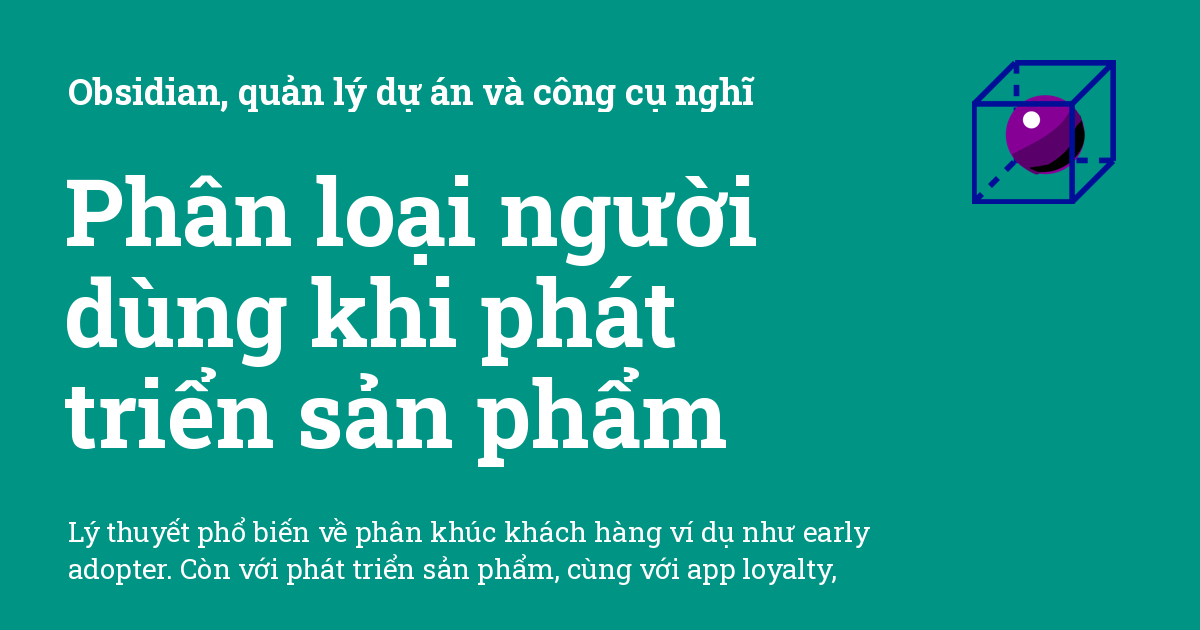 Obsidian, quản lý dự án và công cụ nghĩ
Phân loại người
dùng khi phát
triển sản phẩm
Lý thuyết phổ biến về phân khúc khách hàng ví dụ như early
adopter. Còn với phát triển sản phẩm, cùng với app loyalty,